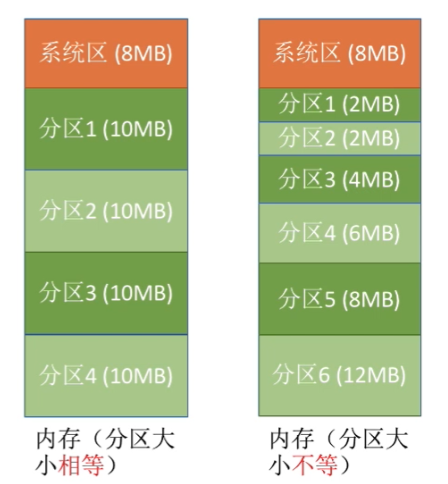 系统区 (8MB)
分区1 (10MB)
分区2 (10MB)
分区3 (10MB)
分区4 (10MB)
内存（分区大
小相等）
系统区 (8MB)
分区1 (2MB)
分区2 (2MB)
分区3 (4MB)
分区4 (6MB)
分区5 (8MB)
分区6 (12MB)
内存（分区大
小不等）